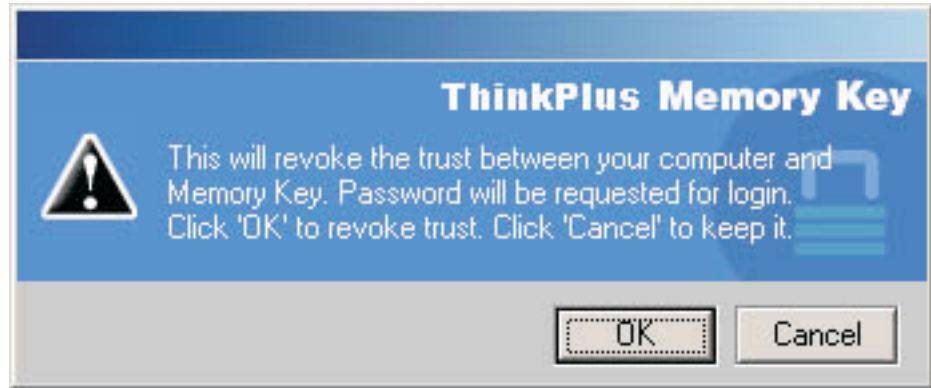 ThinkPlus Memory Key
This will revoke the trust between your computer and
Memory Key. Password will be requested for login.
Click 'OK' to revoke trust. Click 'Cancel' to keep it.
OK
Cancel